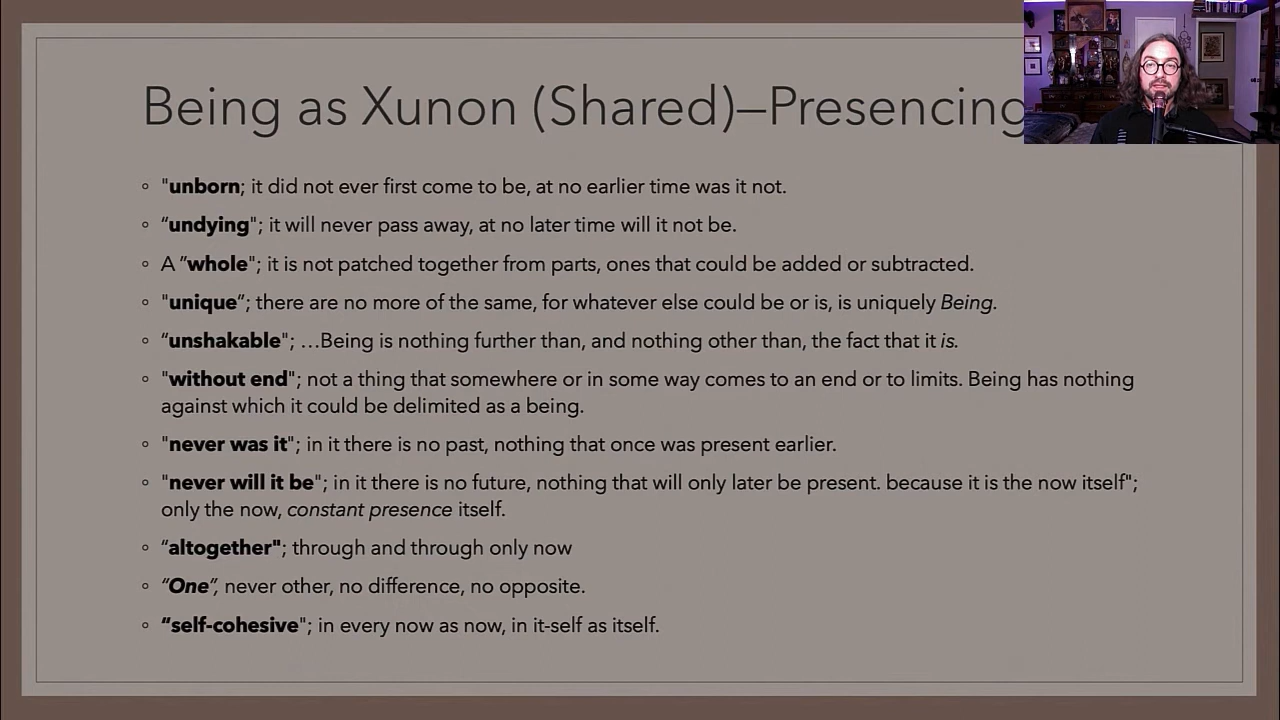 Being as Xunon (Shared)—Presencing
◦ "unborn; it did not ever first come to be, at no earlier time was it not.
◦ “undying"; it will never pass away, at no later time will it not be.
◦ A ”whole"; it is not patched together from parts, ones that could be added or subtracted.
◦ "unique”; there are no more of the same, for whatever else could be or is, is uniquely Being.
◦ “unshakable"; …Being is nothing further than, and nothing other than, the fact that it is.
◦ "without end"; not a thing that somewhere or in some way comes to an end or to limits. Being has nothing
against which it could be delimited as a being.
◦ "never was it"; in it there is no past, nothing that once was present earlier.
◦ "never will it be"; in it there is no future, nothing that will only later be present. because it is the now itself";
only the now, constant presence itself.
◦ “altogether"; through and through only now
◦ “One”, never other, no difference, no opposite.
◦ “self-cohesive"; in every now as now, in it-self as itself.